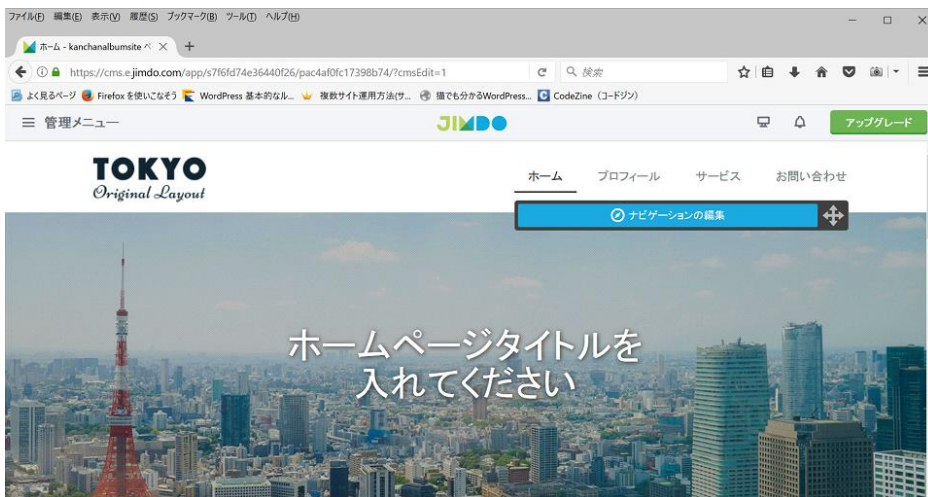 ファイル(F) 編集(E) 表示(V) 履歴(S) ブックマーク(B) ツール(T) ヘルプ(H)
ホーム - kanchanalbumsite ペ
https://cms.e.jimdo.com/app/s7f6fd74e36440f26/pac4af0fc17398b74/?cmsEdit=1
検索
よく見るページ Firefox を使いこなそう WordPress 基本的なル... 複数サイト運用方法(サ... 猫でも分かるWordPress... CodeZine（コードジン）
管理メニュー
JIMDO
アップグレード
TOKYO
Original Layout
ホーム プロフィール サービス お問い合わせ
ナビゲーションの編集
ホームページタイトルを
入れてください